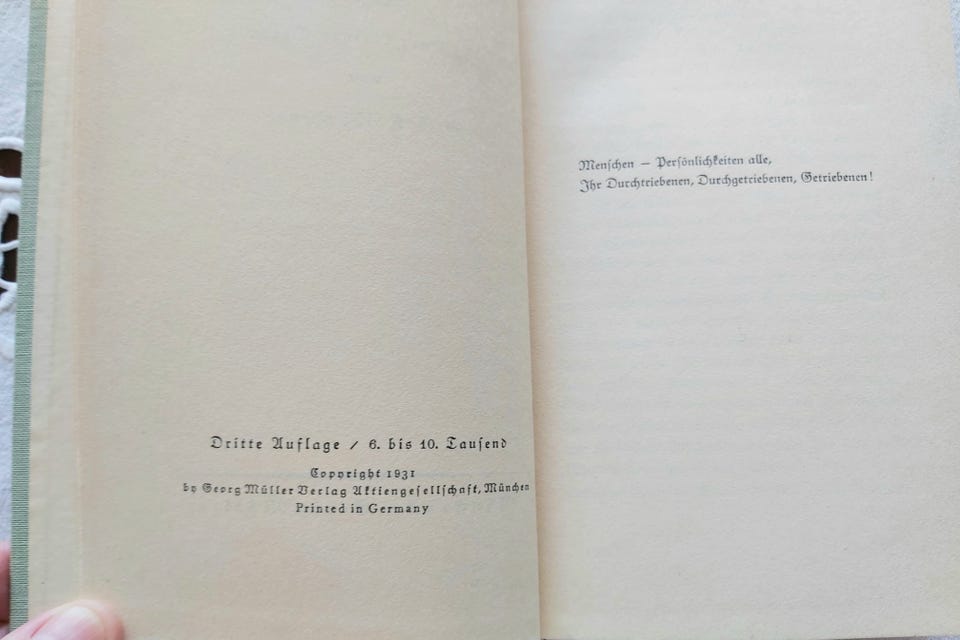 Dritte Auflage / 6. bis 10. Tausend
Copyright 1931
by Georg Müller Verlag Aktiengesellschaft, München
Printed in Germany
Menschen — Persönlichkeiten alle,
Ihr Durchtriebenen, Durchgetriebenen, Getriebenen!